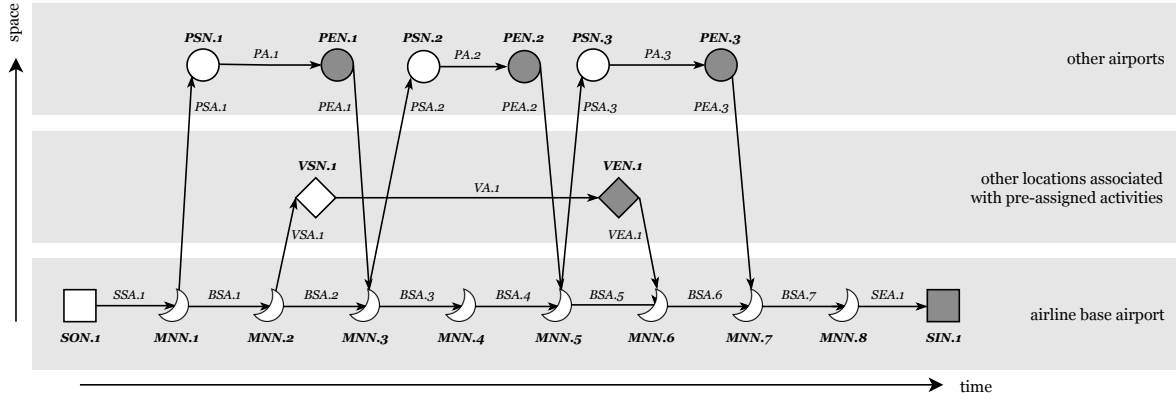 space
PSN.1
PEN.1
PSN.2
PEN.2
PSN.3
PEN.3
PA.1
PA.2
PA.3
other airports
PSA.1
PEA.1
PSA.2
PEA.2
PSA.3
PEA.3
VSN.1
VEN.1
VA.1
other locations associated
with pre-assigned activities
VSA.1
VEA.1
SSA.1
BSA.1
BSA.2
BSA.3
BSA.4
BSA.5
BSA.6
BSA.7
SEA.1
airline base airport
SON.1
MNN.1
MNN.2
MNN.3
MNN.4
MNN.5
MNN.6
MNN.7
MNN.8
SIN.1
time